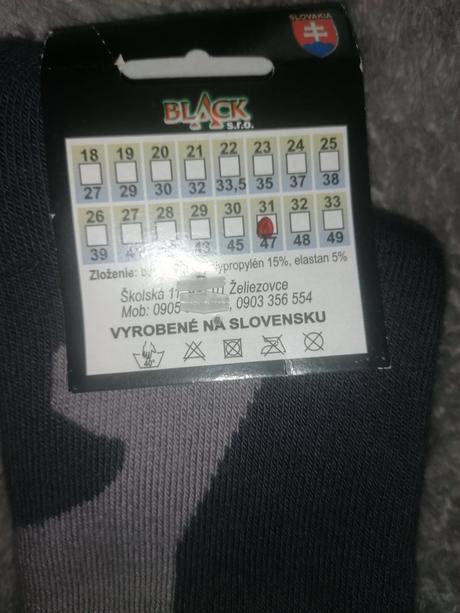 SLOVAKIA
BLACK
s.r.o.
18 19 20 21 22 23 24 25
27 29 30 32 33,5 35 37 38
26 27 28 29 30 31 32 33
39 43 45 47 48 49
Zloženie: 15%, elastan 5%
Školská Želiezovce
Mob: 0905 , 0903 356 554
VYROBENÉ NA SLOVENSKU
40°